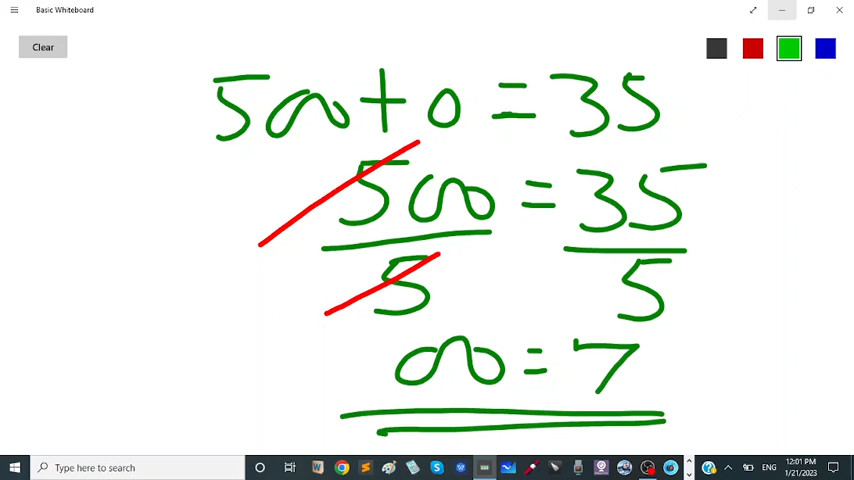 Basic Whiteboard
Clear
5∞+0=35
5∞=35
5 5
∞=7
Type here to search
ENG
12:01 PM
1/21/2023